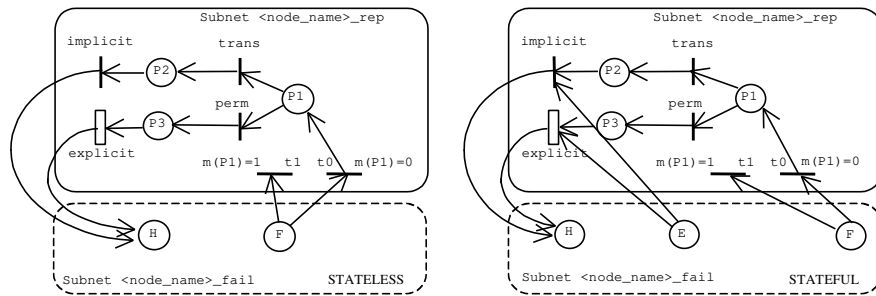 Subnet <node_name>_rep
implicit
trans
P2
P1
perm
P3
explicit
m(P1)=1 t1 t0 m(P1)=0
H
F
Subnet <node_name>_fail
STATELESS
Subnet <node_name>_rep
implicit
trans
P2
P1
perm
P3
explicit
m(P1)=1 t1 t0 m(P1)=0
H
E
F
Subnet <node_name>_fail
STATEFUL